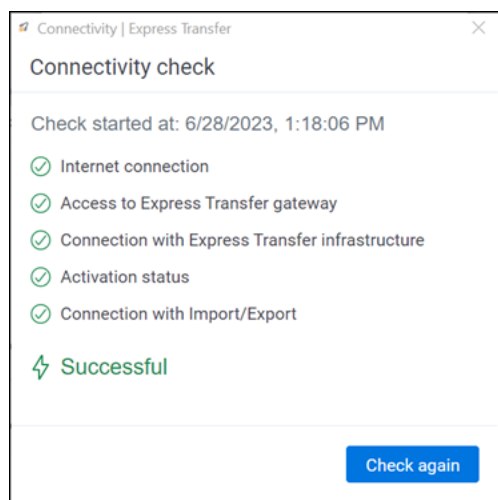 Connectivity | Express Transfer
Connectivity check
Check started at: 6/28/2023, 1:18:06 PM
Internet connection
Access to Express Transfer gateway
Connection with Express Transfer infrastructure
Activation status
Connection with Import/Export
Successful
Check again